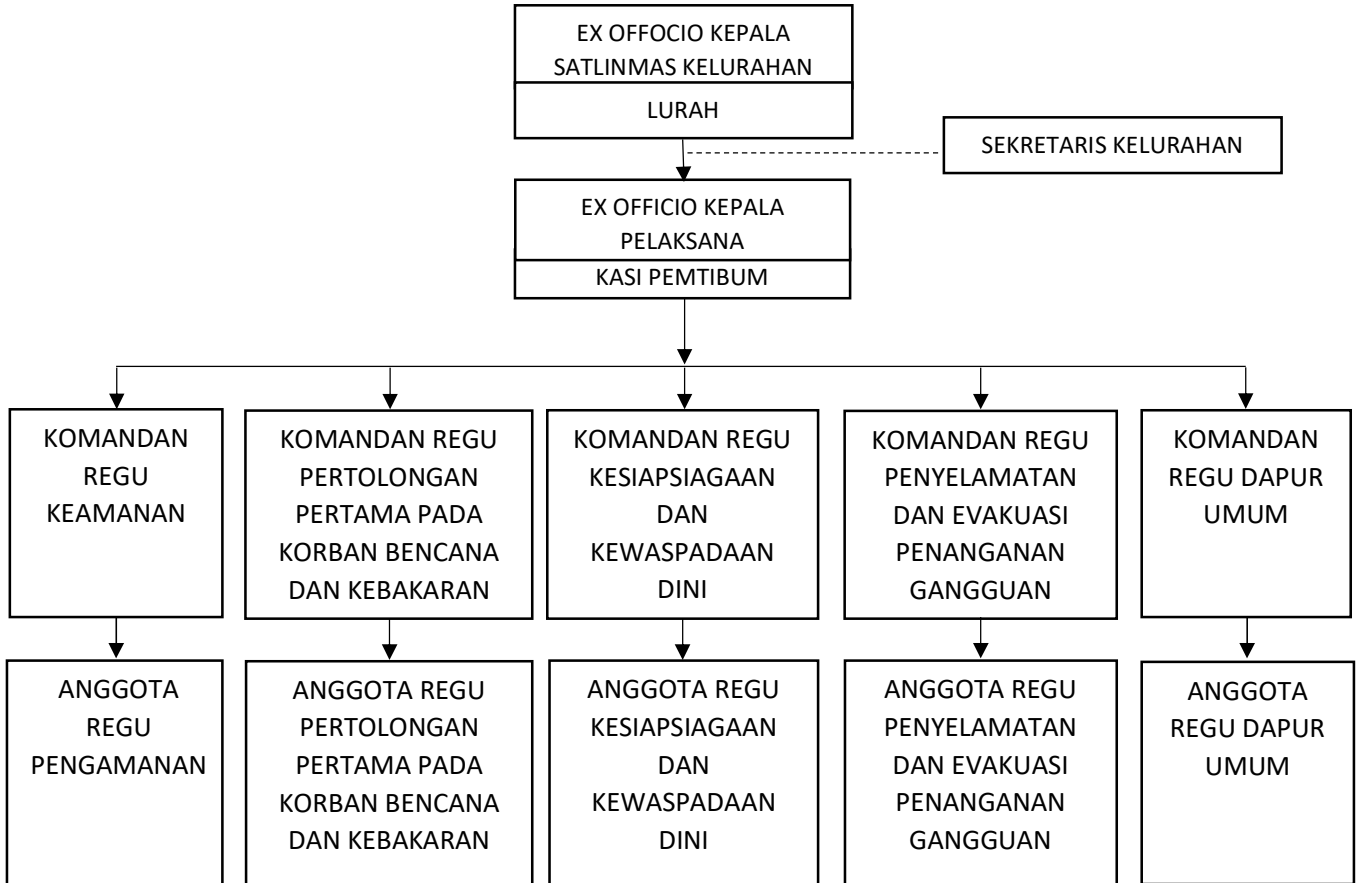 EX OFFOCIO KEPALA
SATLINMAS KELURAHAN
LURAH
SEKRETARIS KELURAHAN
EX OFFICIO KEPALA
PELAKSANA
KASI PEMTIBUM
KOMANDAN
REGU
KEAMANAN
KOMANDAN REGU
PERTOLONGAN
PERTAMA PADA
KORBAN BENCANA
DAN KEBAKARAN
KOMANDAN REGU
KESIAPSIAGAAN
DAN
KEWASPADAAN
DINI
KOMANDAN REGU
PENYELAMATAN
DAN EVAKUASI
PENANGANAN
GANGGUAN
KOMANDAN
REGU DAPUR
UMUM
ANGGOTA
REGU
PENGAMANAN
ANGGOTA REGU
PERTOLONGAN
PERTAMA PADA
KORBAN BENCANA
DAN KEBAKARAN
ANGGOTA REGU
KESIAPSIAGAAN
DAN
KEWASPADAAN
DINI
ANGGOTA REGU
PENYELAMATAN
DAN EVAKUASI
PENANGANAN
GANGGUAN
ANGGOTA
REGU DAPUR
UMUM